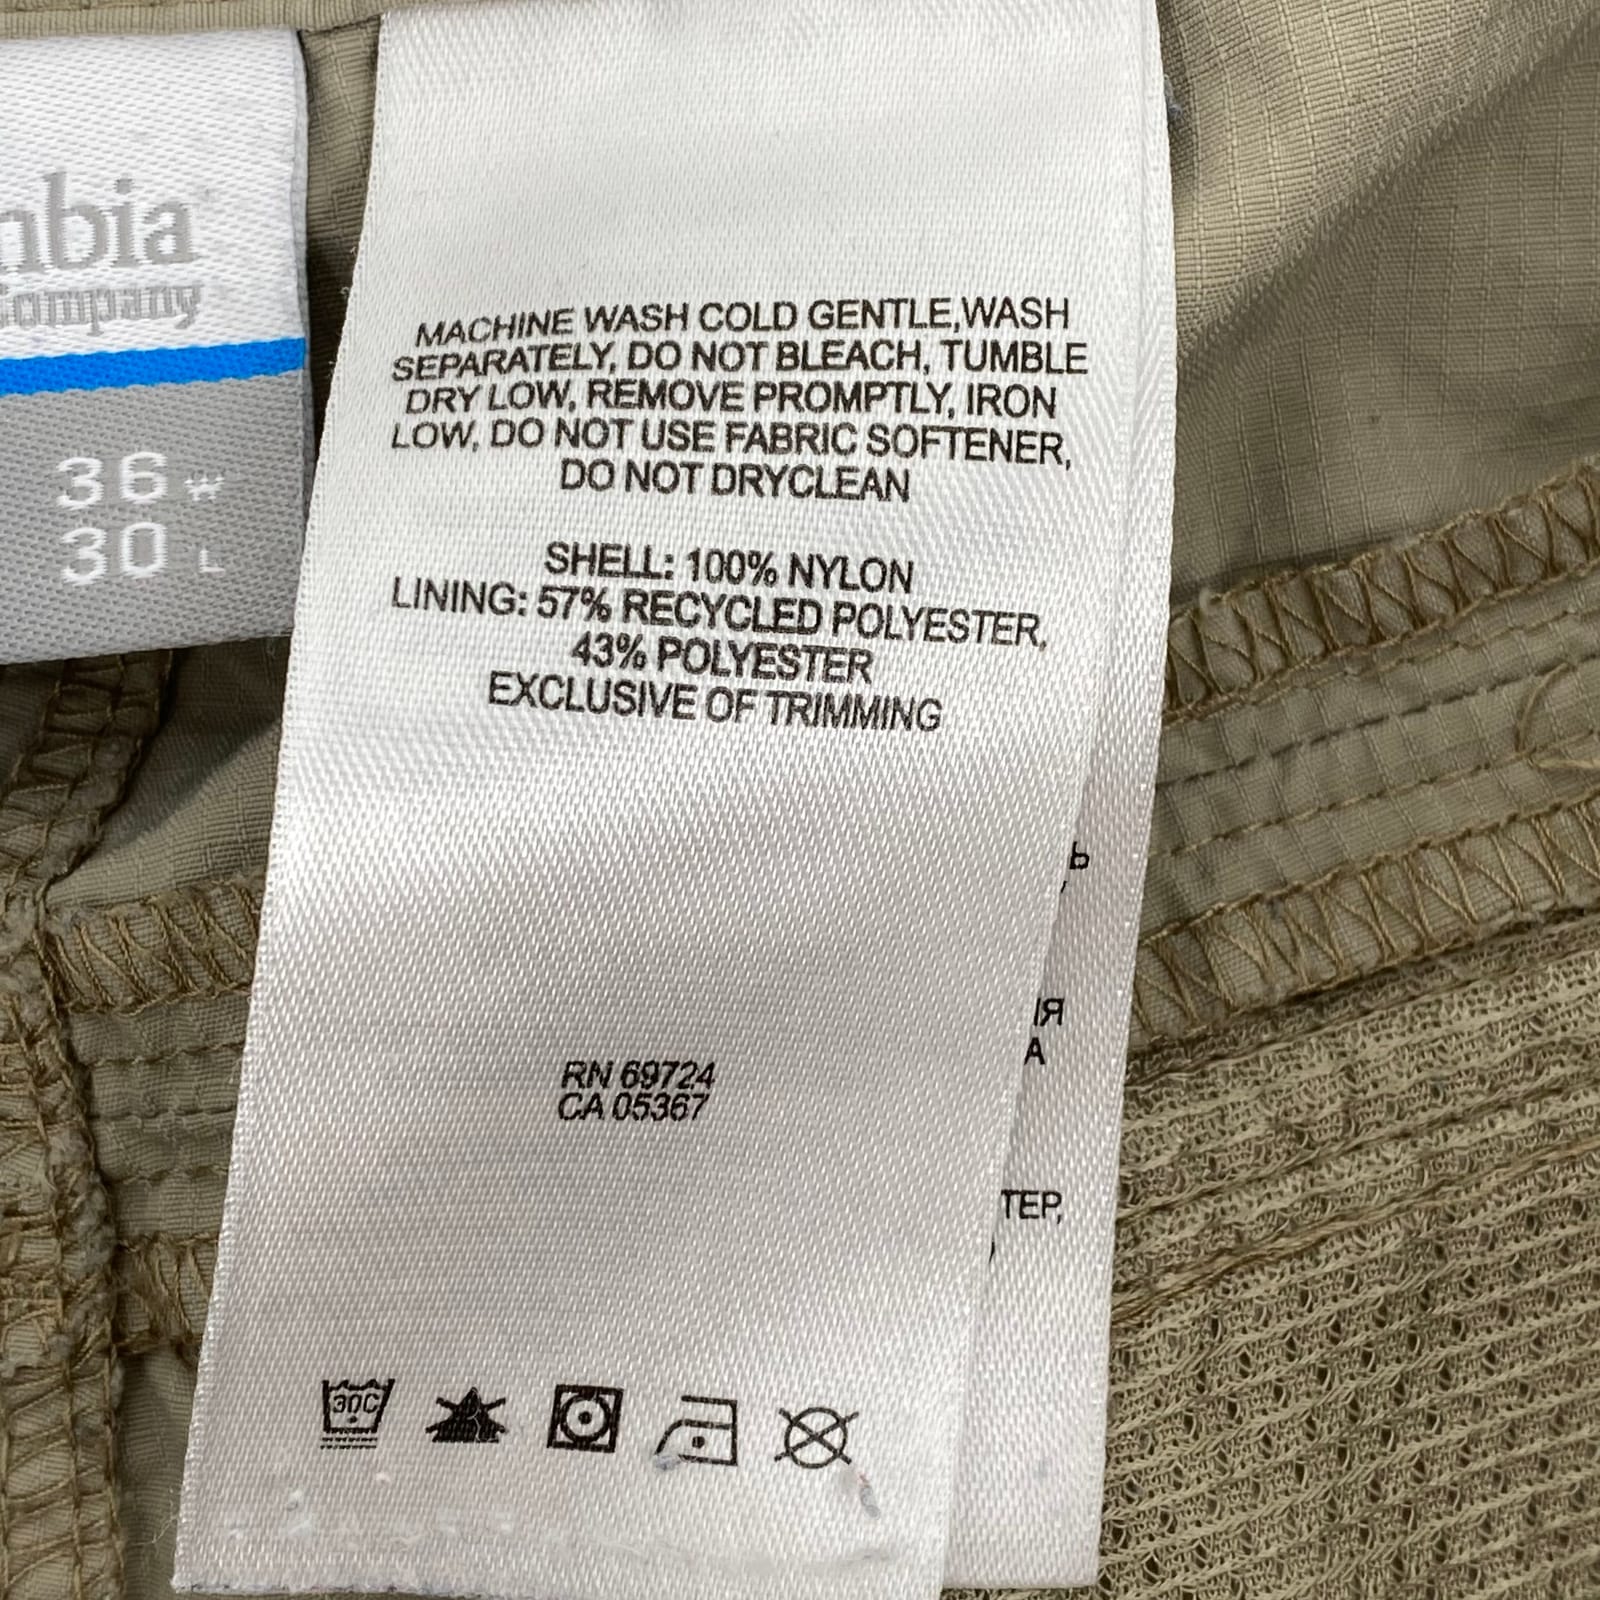 mbia
Company
36 W
30 L
MACHINE WASH COLD GENTLE,WASH
SEPARATELY, DO NOT BLEACH, TUMBLE
DRY LOW, REMOVE PROMPTLY, IRON
LOW, DO NOT USE FABRIC SOFTENER,
DO NOT DRYCLEAN
SHELL: 100% NYLON
LINING: 57% RECYCLED POLYESTER,
43% POLYESTER
EXCLUSIVE OF TRIMMING
RN 69724
CA 05367
30C
Ь
ИЯ
А
ТЕР,
)